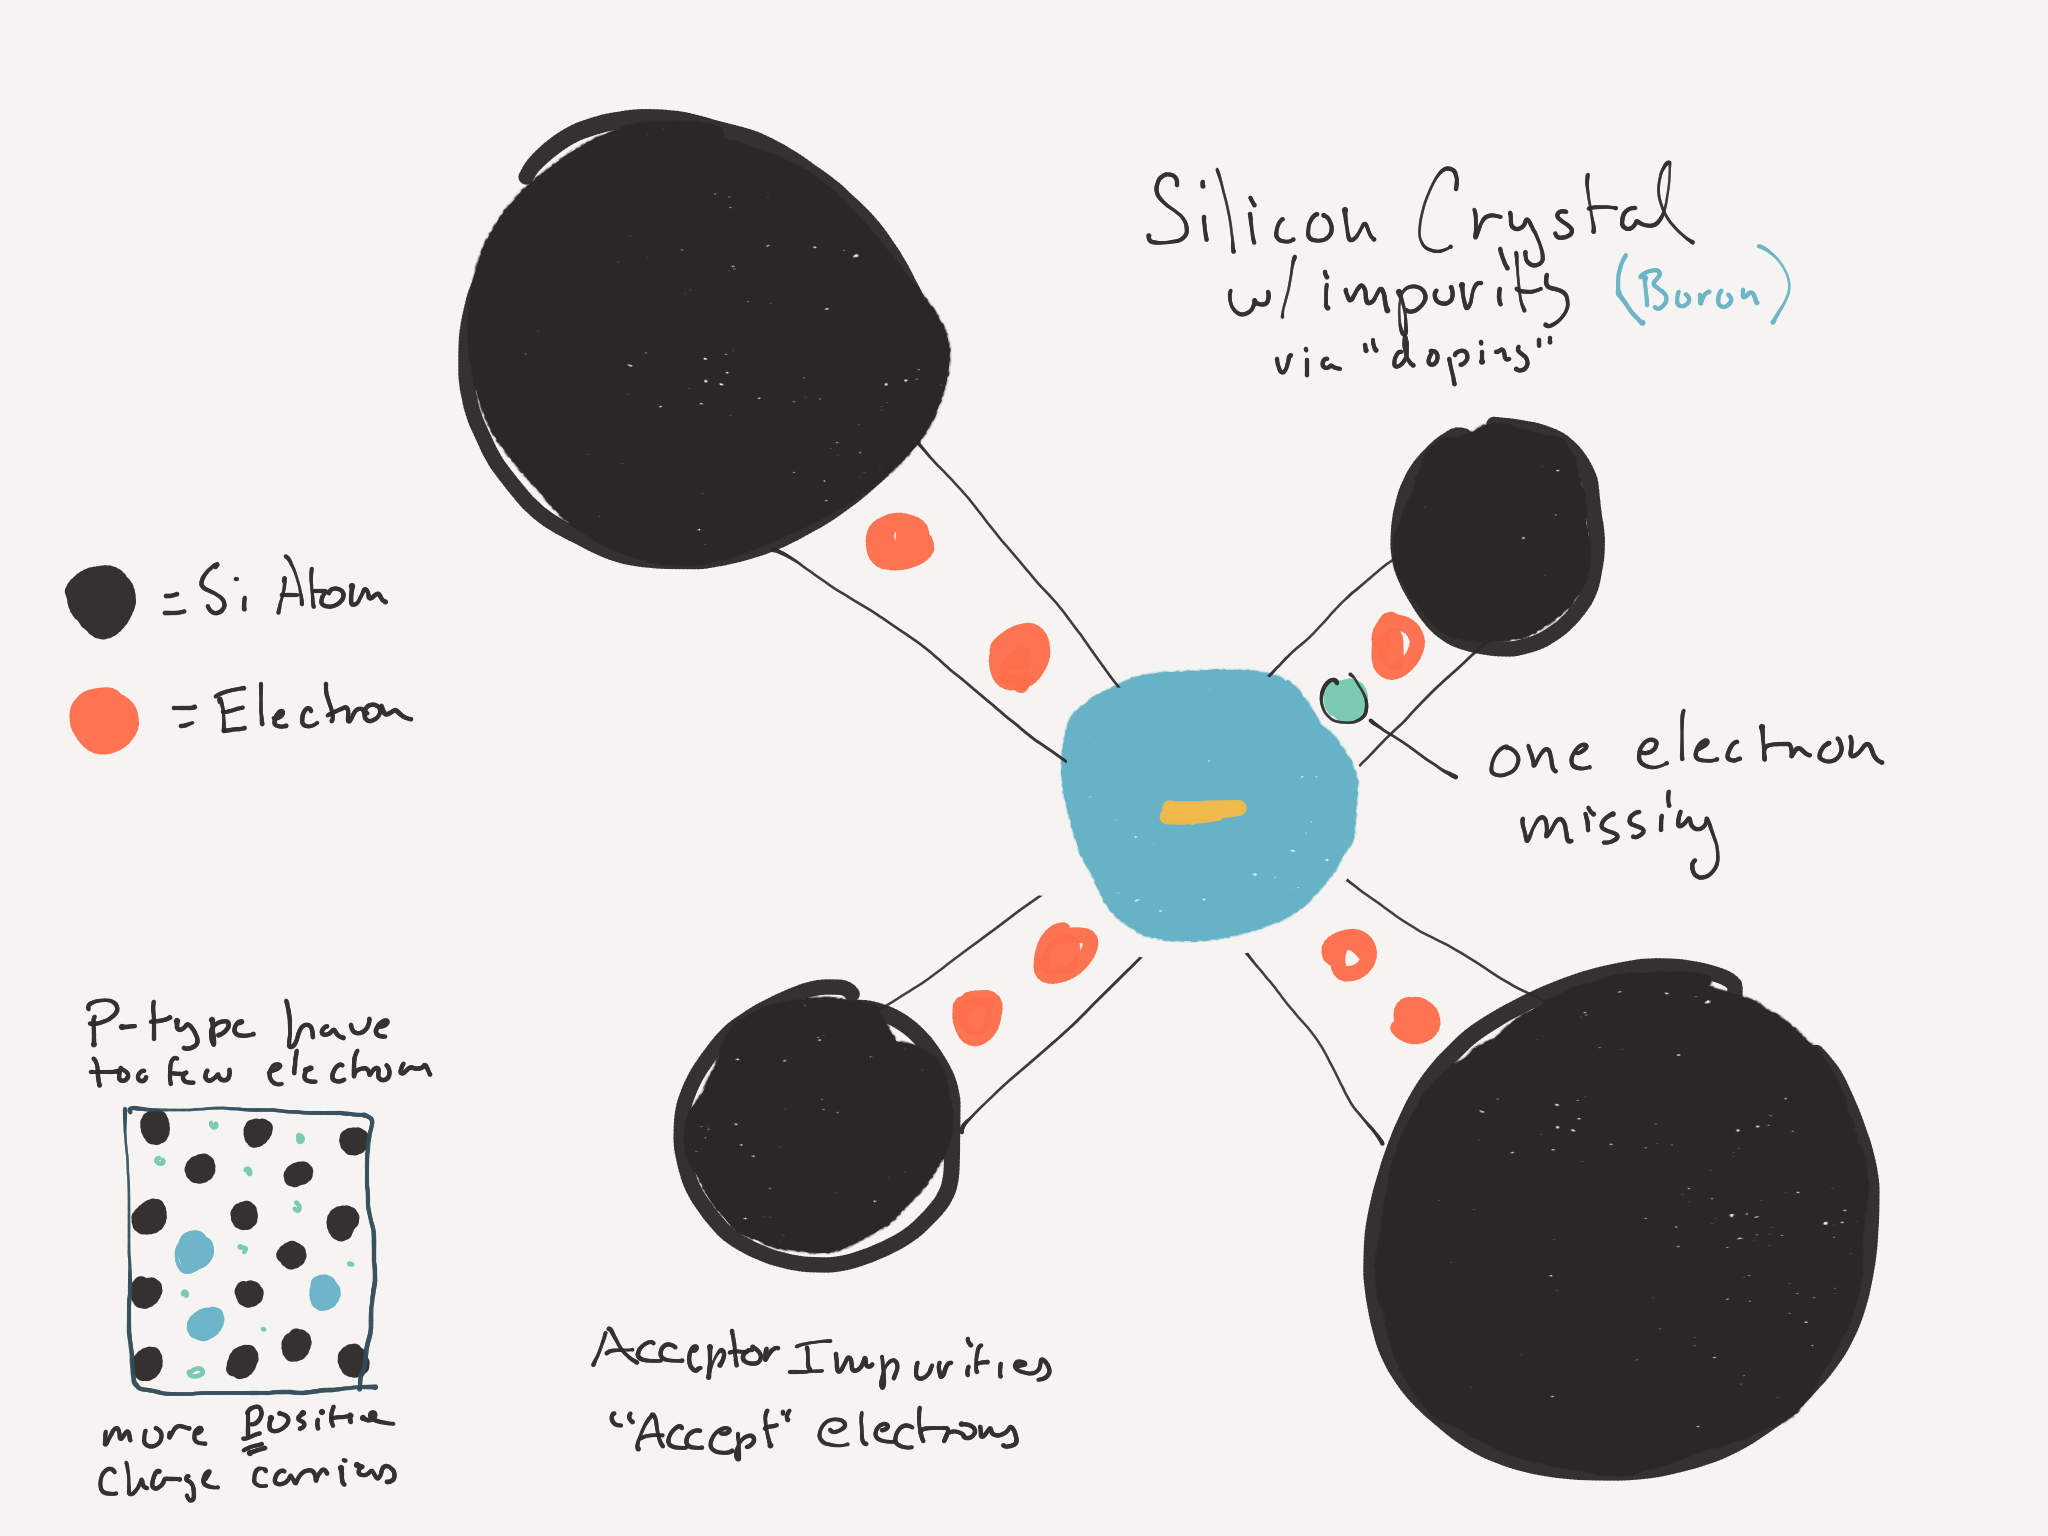 Silicon Crystal
w/ impurity (Boron)
via "doping"
= Si Atom
= Electron
one electron
missing
P-type have
too few electrons
more Positive
charge carriers
Acceptor Impurities
"Accept" electrons